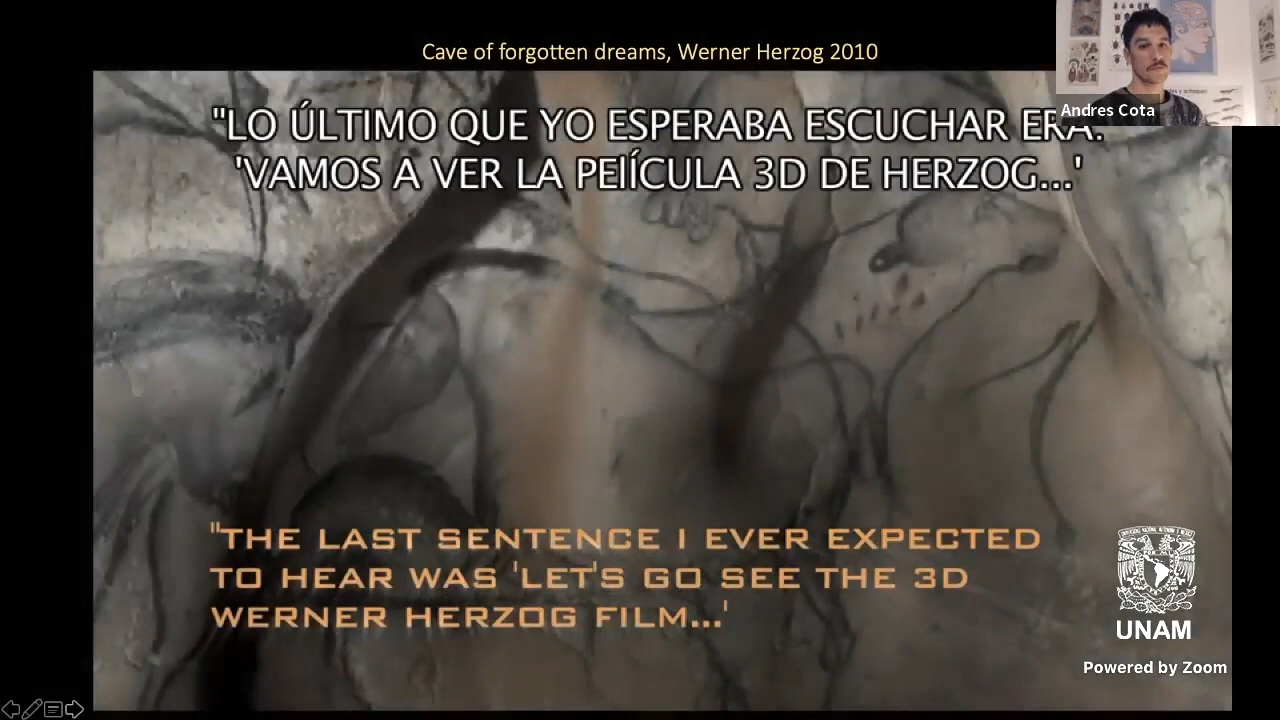 Cave of forgotten dreams, Werner Herzog 2010
Andres Cota
"LO ÚLTIMO QUE YO ESPERABA ESCUCHAR ERA:
'VAMOS A VER LA PElÍCULA 3D DE HERZOG...'
"THE LAST SENTENCE I EVER EXPECTED
TO HEAR WAS 'LET'S GO SEE THE 3D
WERNER HERZOG FILM...'
UNAM
Powered by Zoom